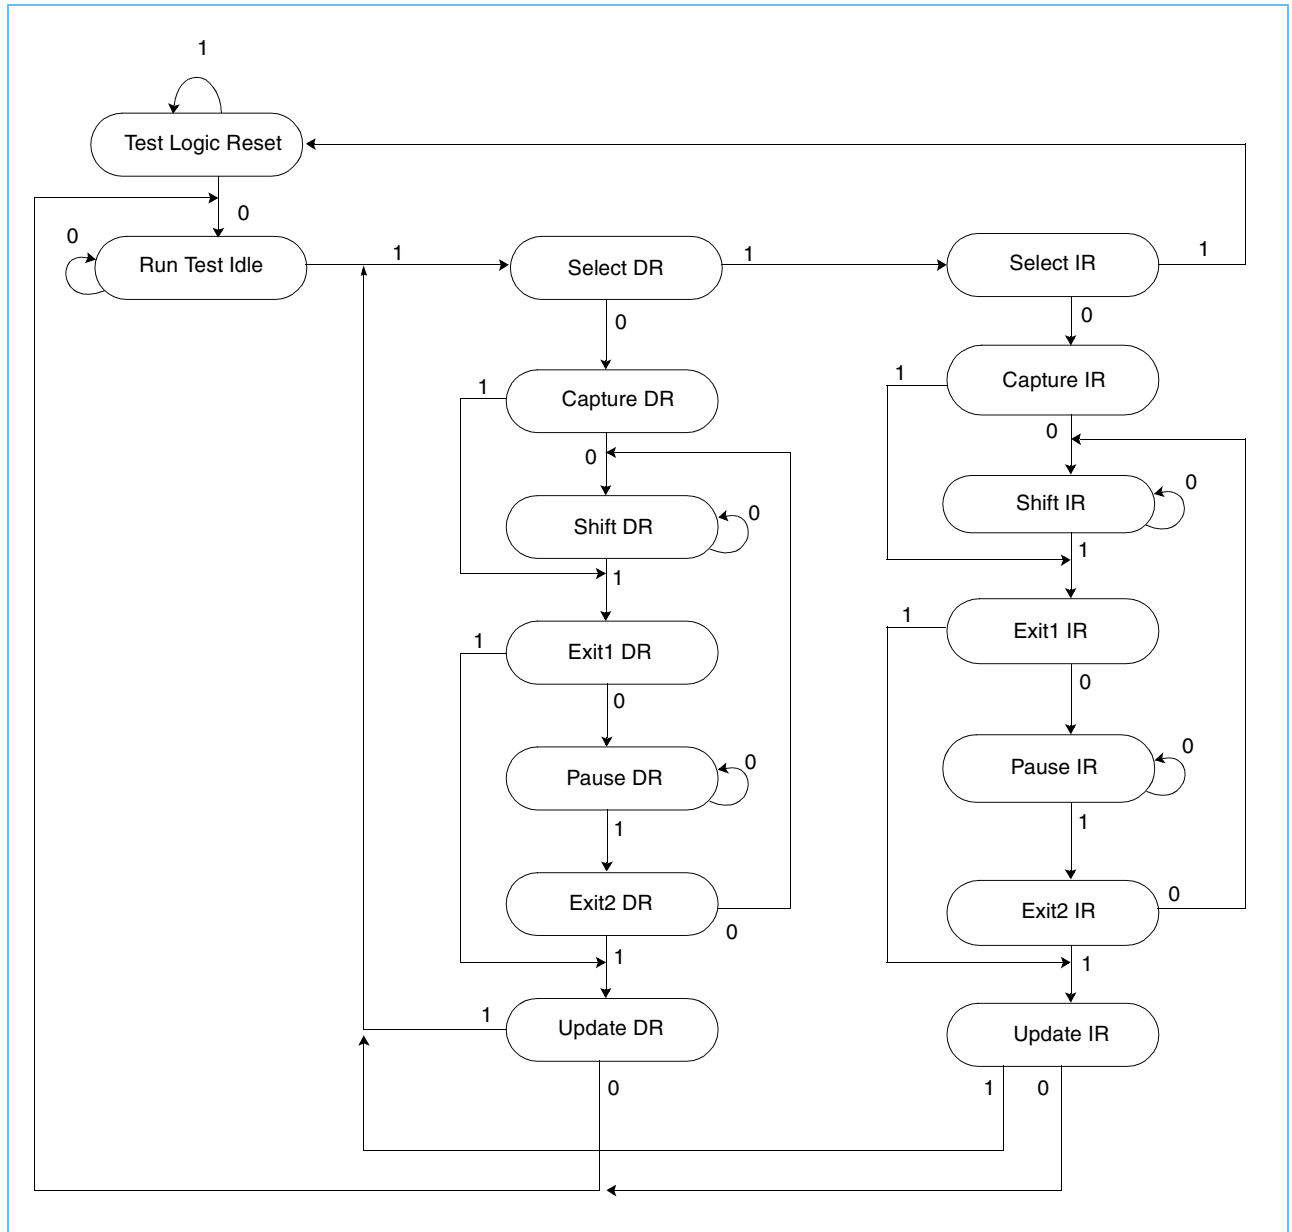 1
Test Logic Reset
0
0
Run Test Idle
1
Select DR
1
Select IR
1
0
0
1
Capture DR
1
Capture IR
0
0
Shift DR
0
Shift IR
0
1
1
1
Exit1 DR
1
Exit1 IR
0
0
Pause DR
0
Pause IR
0
1
1
Exit2 DR
0
Exit2 IR
0
1
1
1
Update DR
Update IR
0
1
0